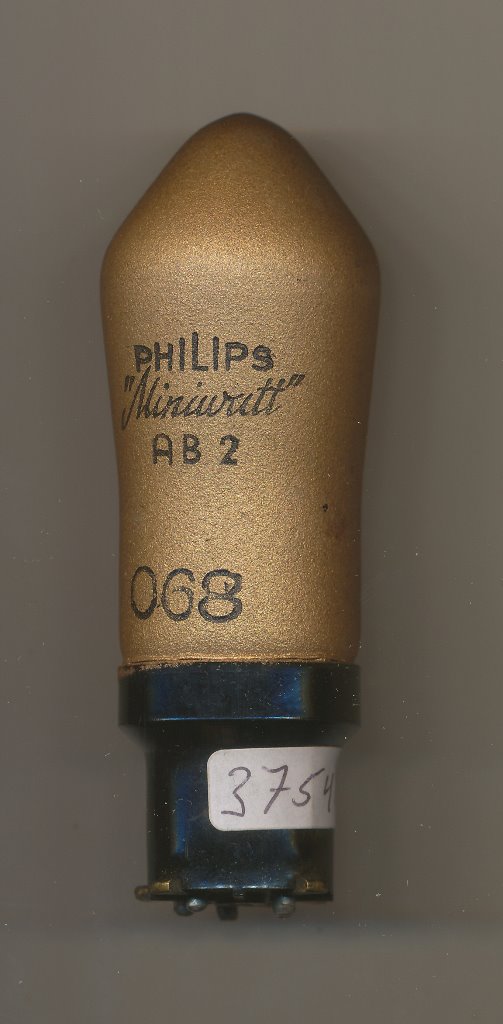 PHILIPS
"Miniwatt"
AB 2
068
3754